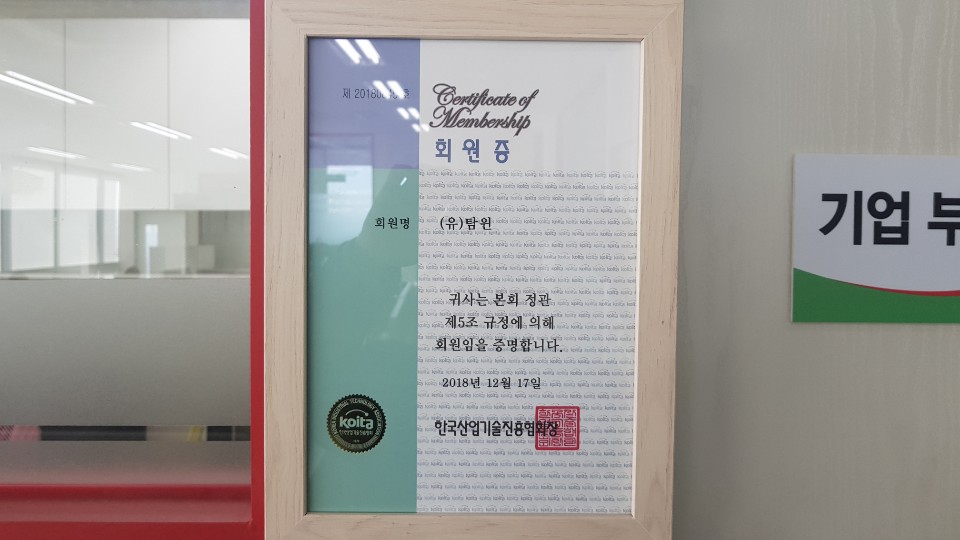 Certificate of
Membership
회원증
회원명 (유)탐원
귀사는 본회 정관
제5조 규정에 의해
회원임을 증명합니다.
2018년 12월 17일
koita
한국산업기술진흥협회장
기업 부